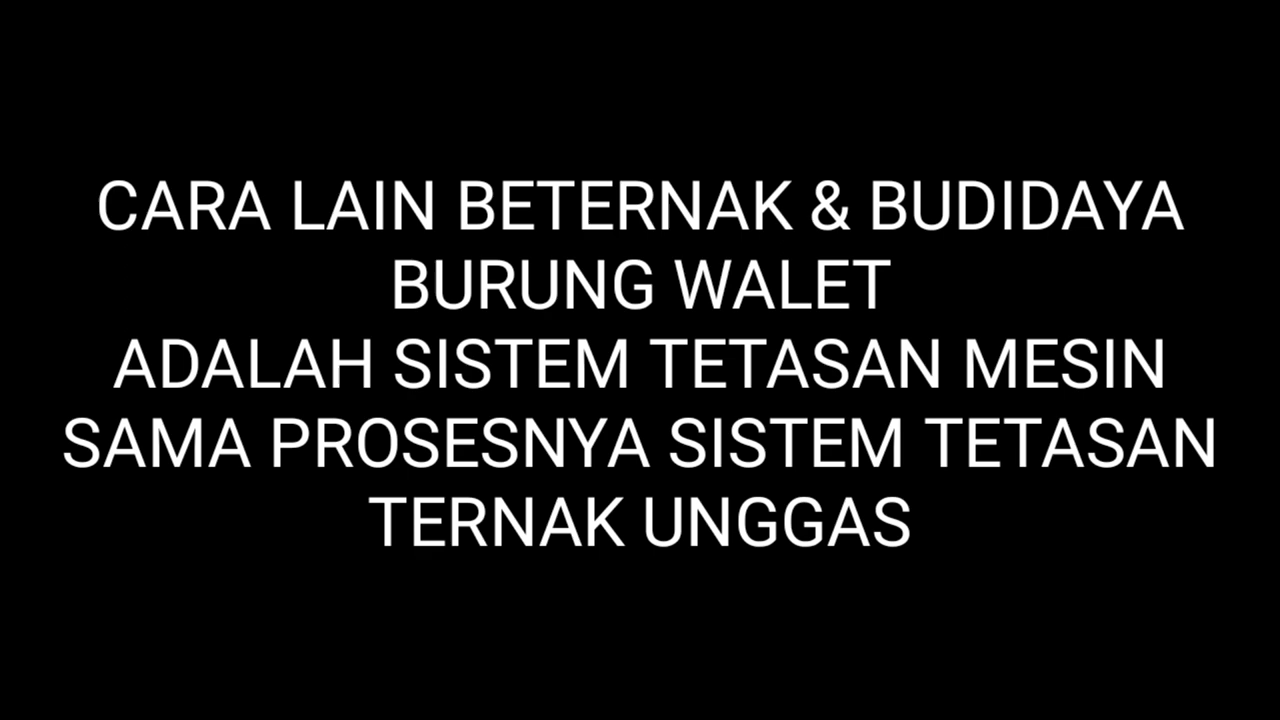 CARA LAIN BETERNAK & BUDIDAYA
BURUNG WALET
ADALAH SISTEM TETASAN MESIN
SAMA PROSESNYA SISTEM TETASAN
TERNAK UNGGAS